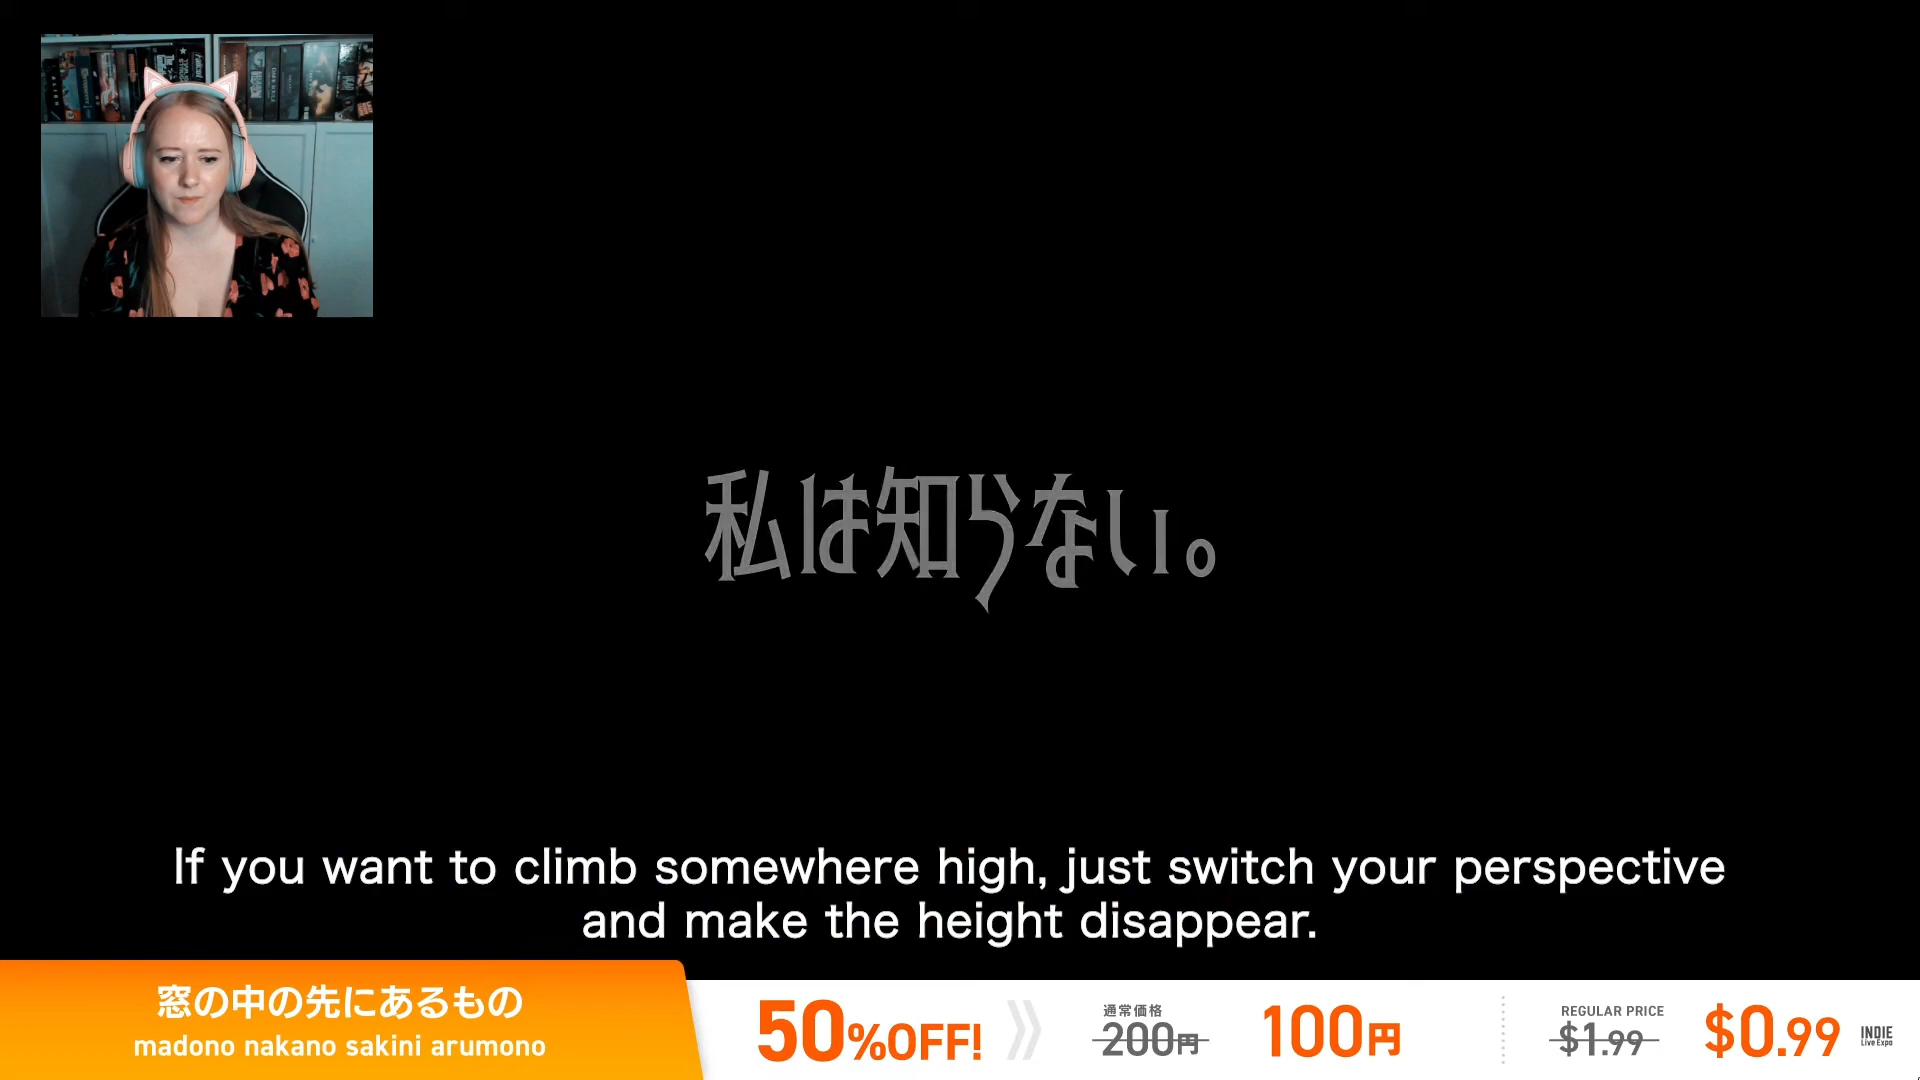 私は知らない。
If you want to climb somewhere high, just switch your perspective
and make the height disappear.
窓の中の先にあるもの
madono nakano sakini arumono
50%OFF!
通常価格
200円
100円
REGULAR PRICE
$1.99
$0.99
INDIE
Live Expo